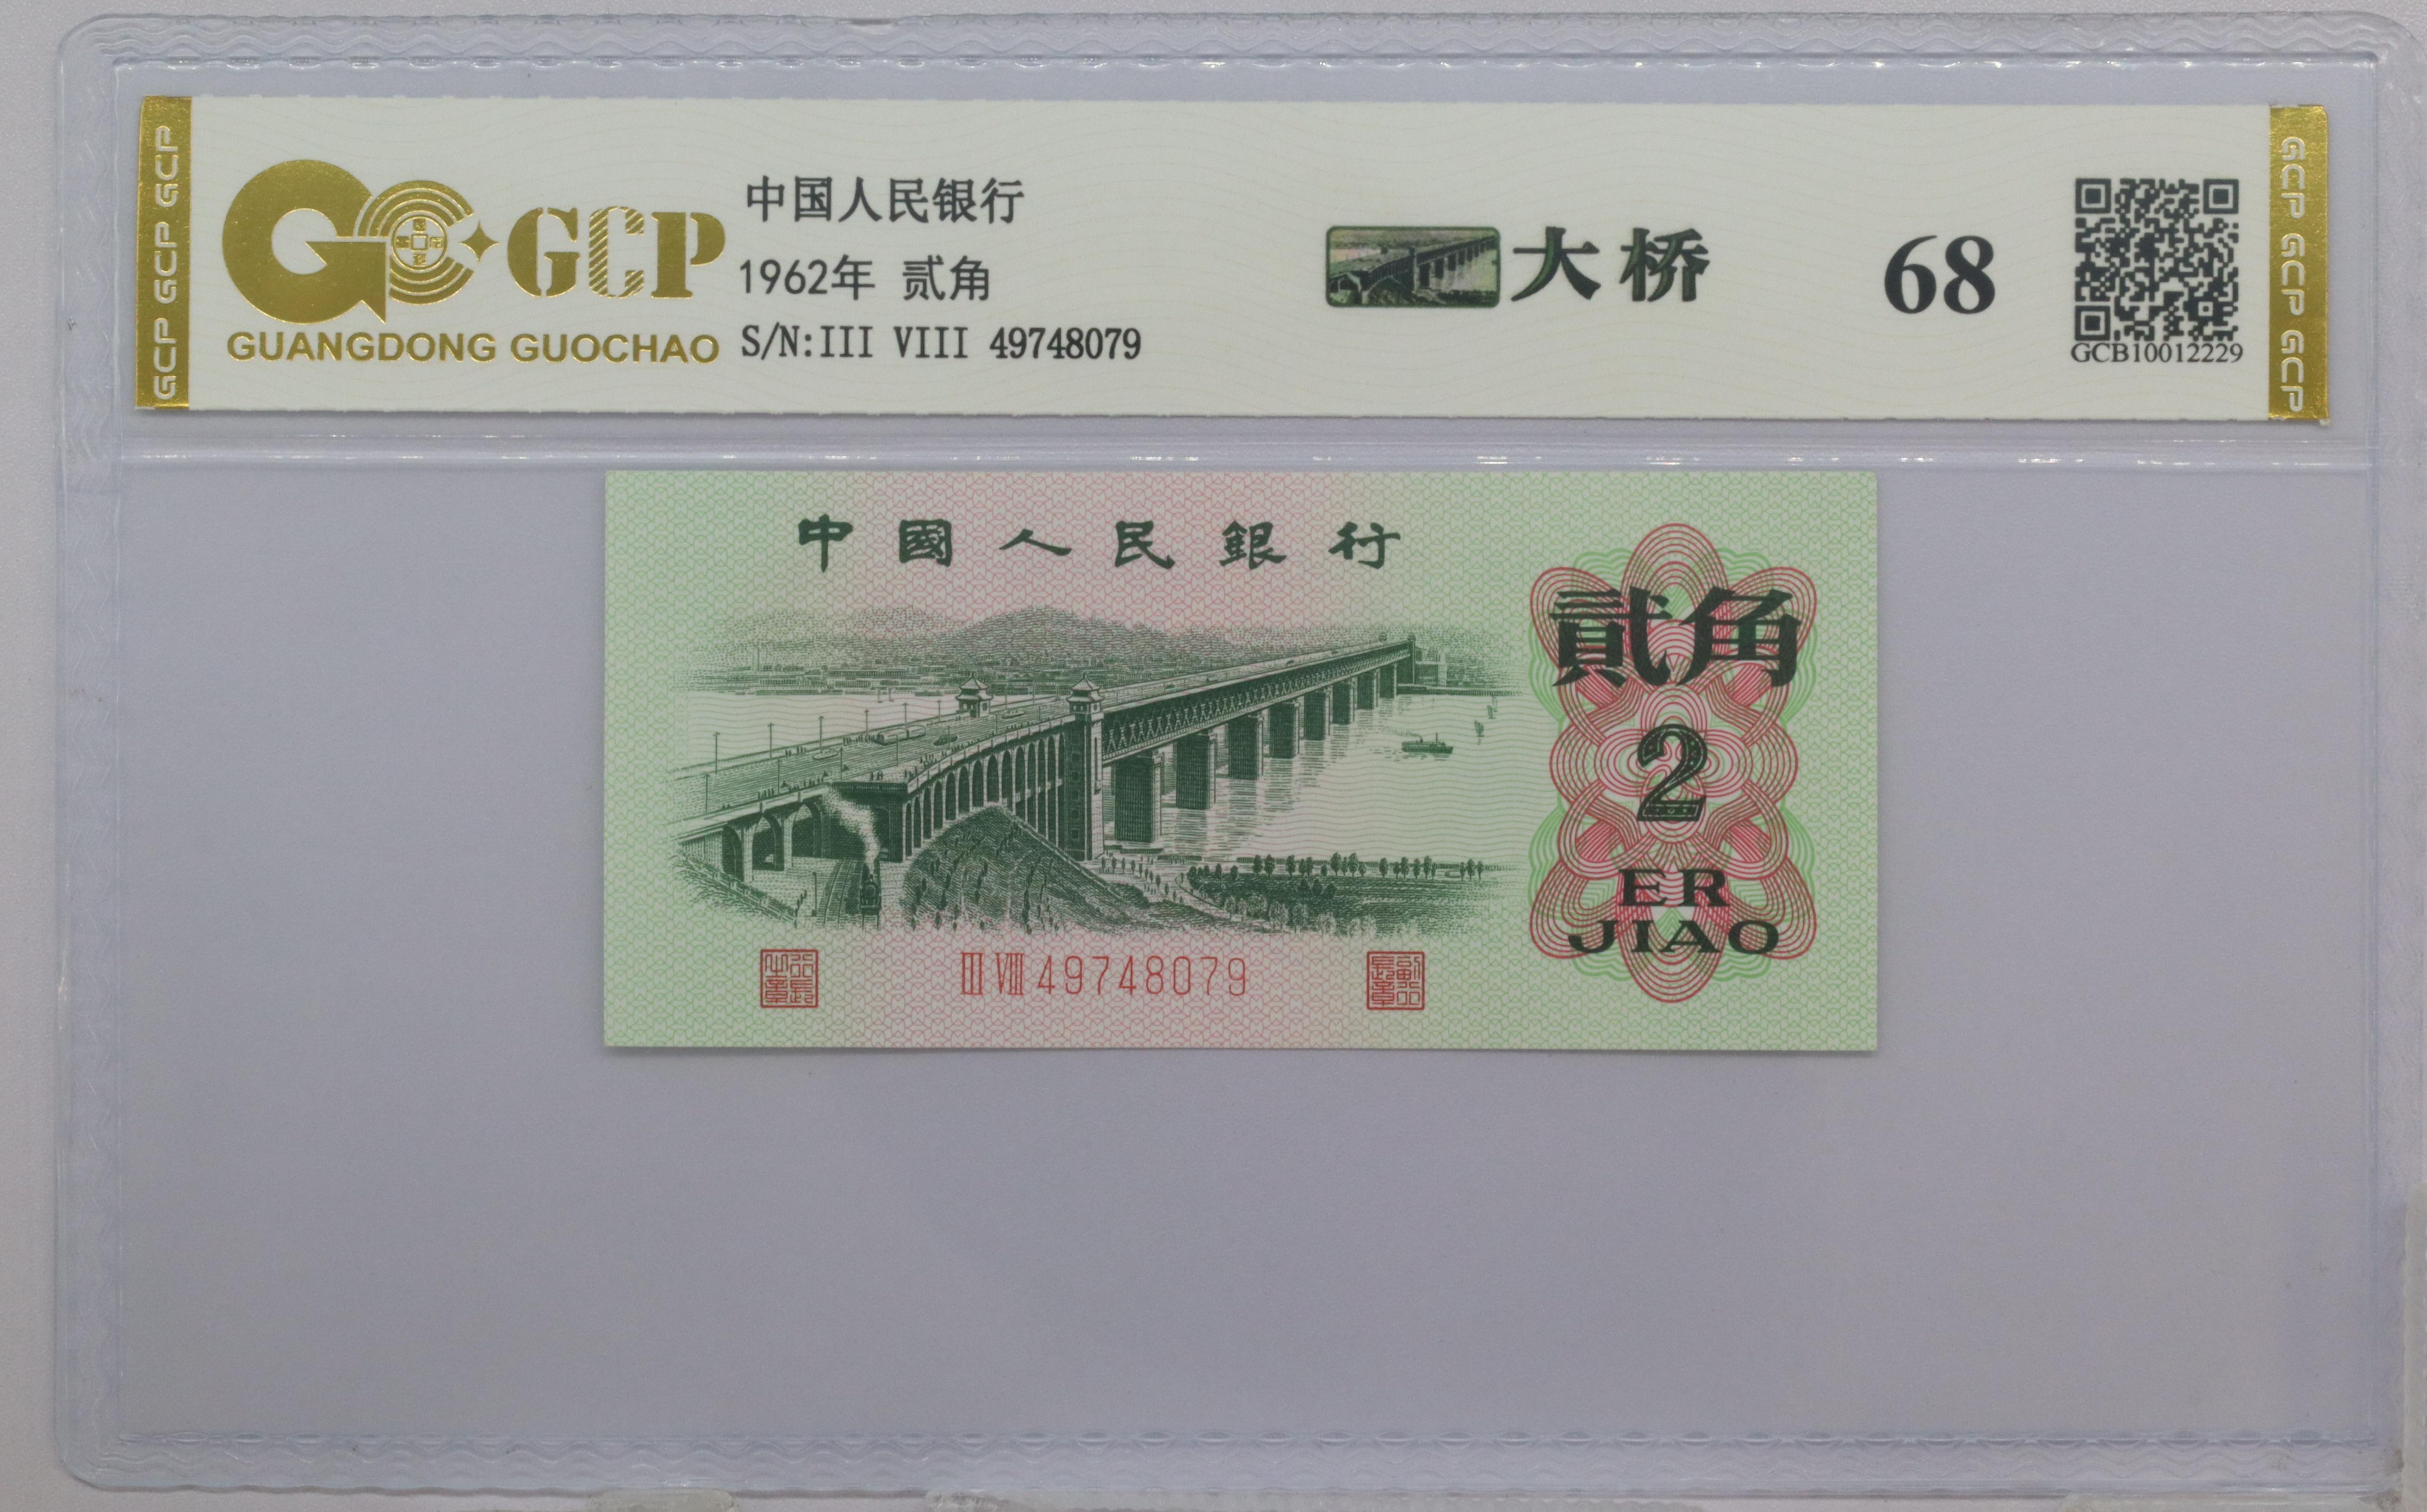 GCP GCP GCP
GCP
GUANGDONG GUOCHAO
中国人民银行
1962年 贰角
S/N:III VIII 49748079
大桥
68
GCB10012229
GCP GCP GCP
中國人民銀行
貳角
2
ER
JIAO
III VIII 49748079